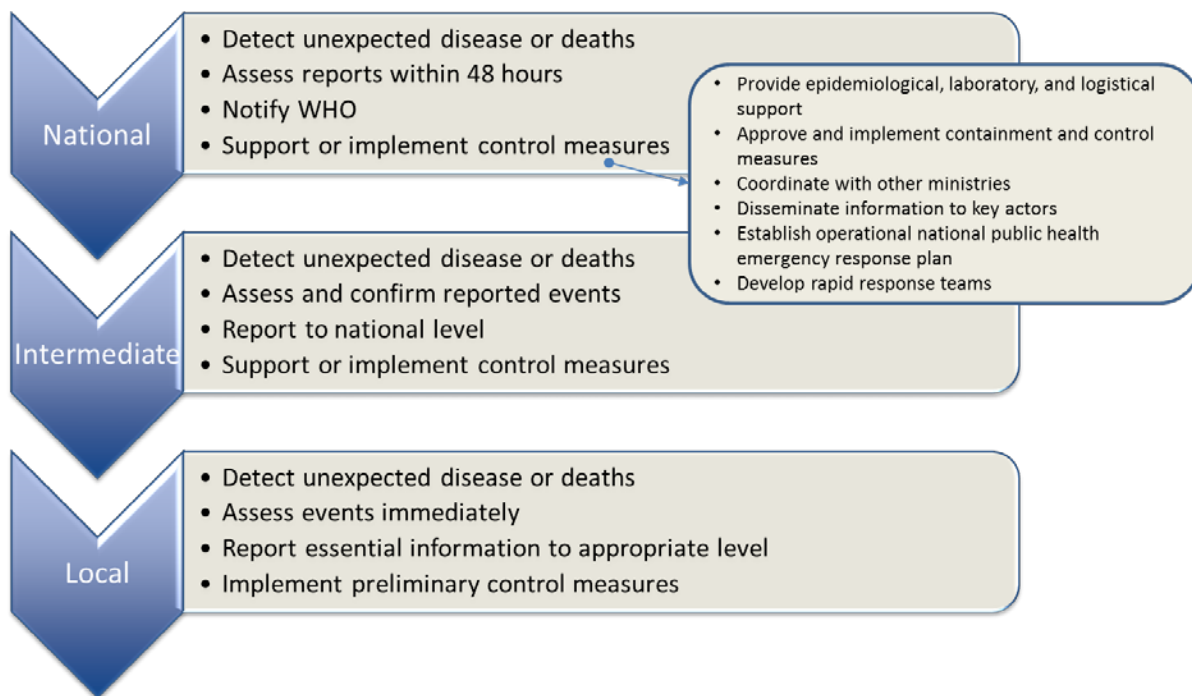 National
• Detect unexpected disease or deaths
• Assess reports within 48 hours
• Notify WHO
• Support or implement control measures
• Provide epidemiological, laboratory, and logistical
support
• Approve and implement containment and control
measures
• Coordinate with other ministries
• Disseminate information to key actors
• Establish operational national public health
emergency response plan
• Develop rapid response teams
Intermediate
• Detect unexpected disease or deaths
• Assess and confirm reported events
• Report to national level
• Support or implement control measures
Local
• Detect unexpected disease or deaths
• Assess events immediately
• Report essential information to appropriate level
• Implement preliminary control measures